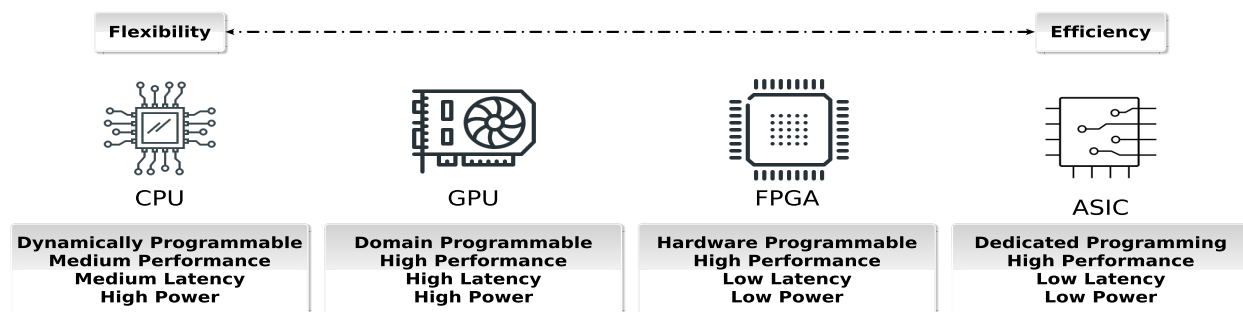 Flexibility
Efficiency
CPU
GPU
FPGA
ASIC
Dynamically Programmable
Medium Performance
Medium Latency
High Power
Domain Programmable
High Performance
High Latency
High Power
Hardware Programmable
High Performance
Low Latency
Low Power
Dedicated Programming
High Performance
Low Latency
Low Power